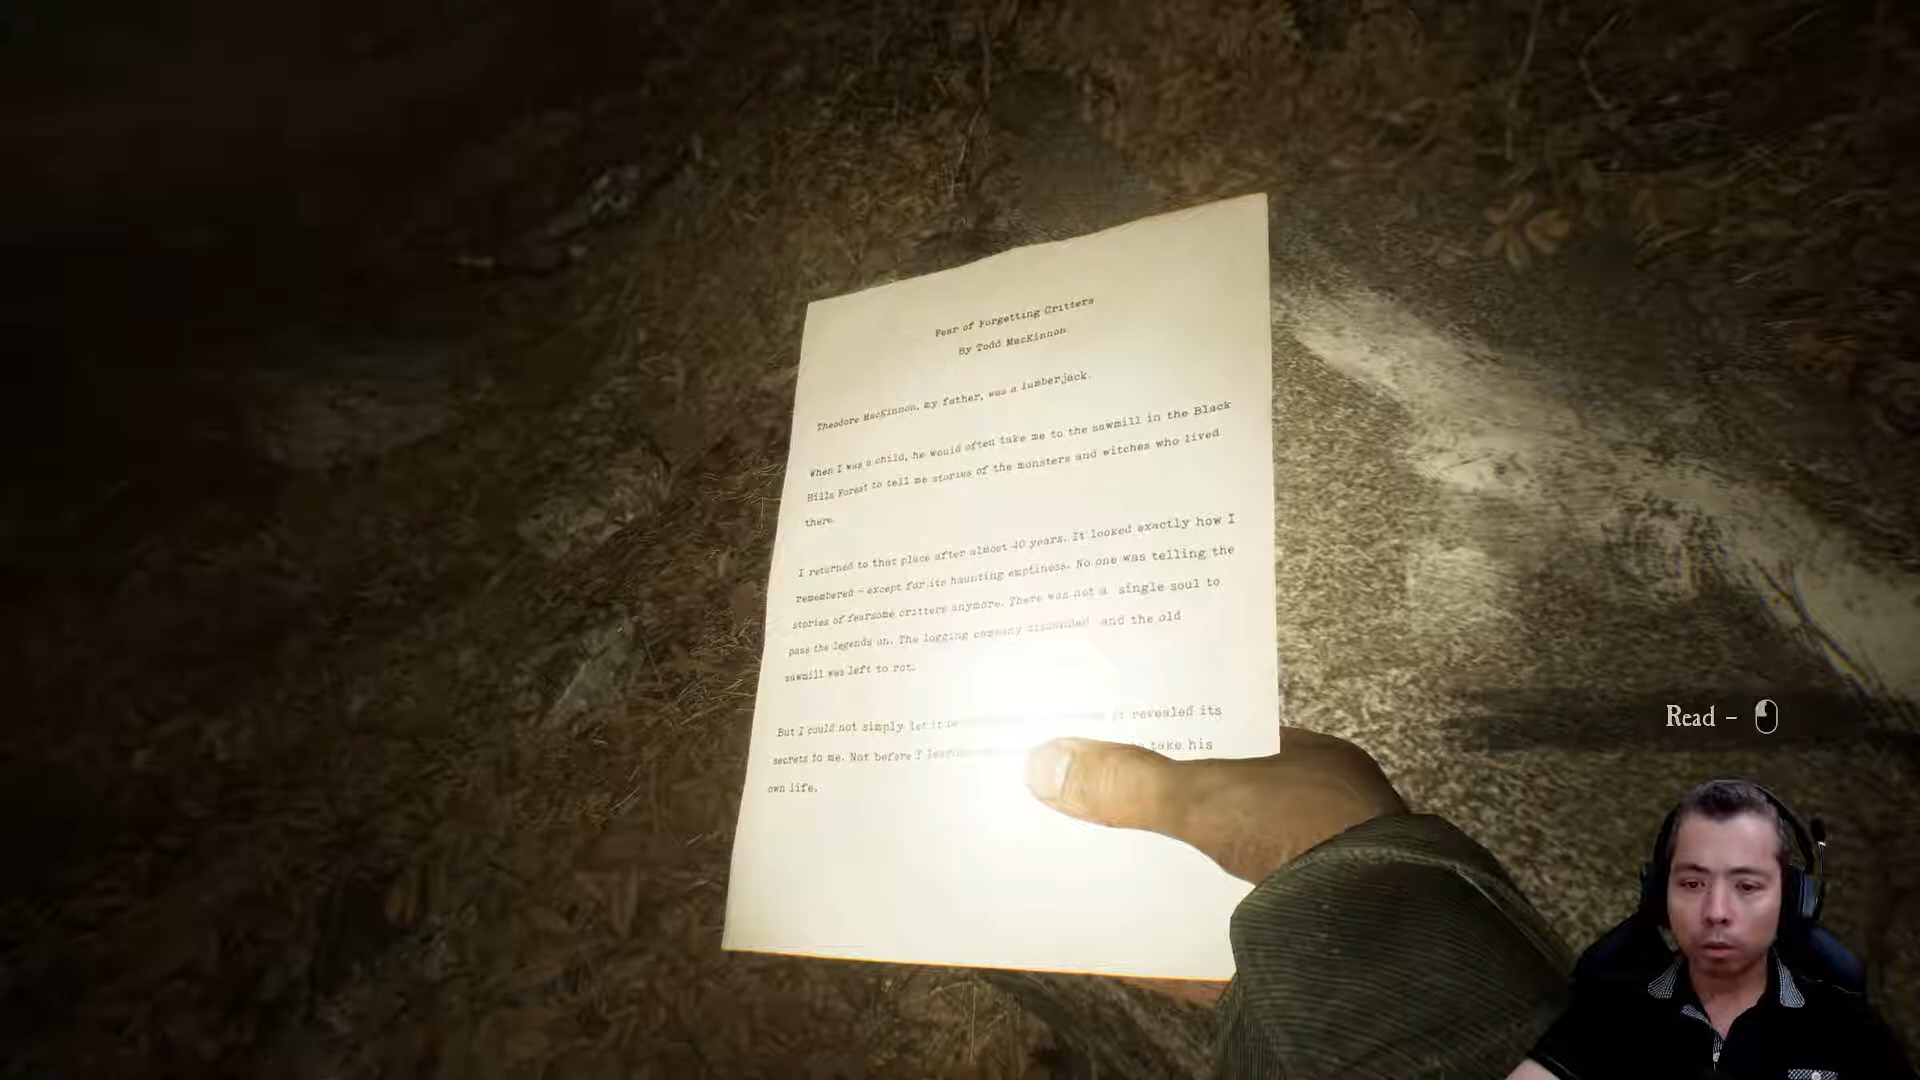 Fear of Forgetting Critters
By Todd MacKinnon
Theodore MacKinnon, my father, was a lumberjack.
When I was a child, he would often take me to the sawmill in the Black
Hills Forest to tell me stories of the monsters and witches who lived
there.
I returned to that place after almost 40 years. It looked exactly how I
remembered - except for its haunting emptiness. No one was telling the
stories of fearsome critters anymore. There was not a single soul to
pass the legends on. The logging company disbanded and the old
sawmill was left to rot.
But I could not simply let it be revealed its
secrets to me. Not before I take his
own life.
Read -